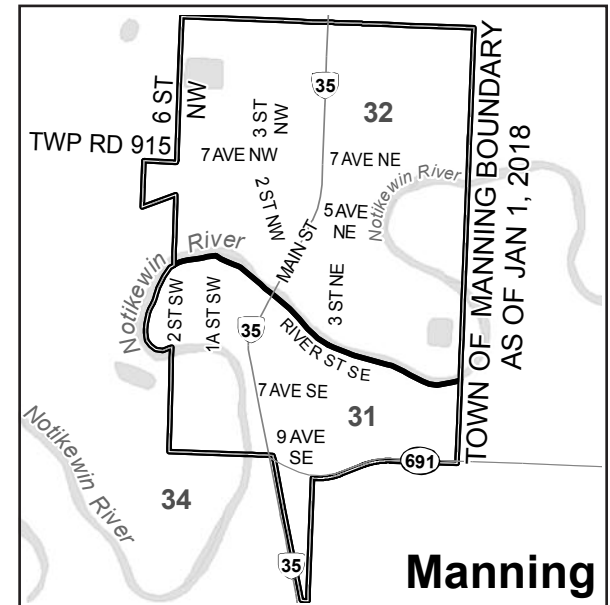 35
6 ST
NW
3 ST
NW
32
TWP RD 915
7 AVE NW
7 AVE NE
2 ST NW
5 AVE
NE
Notikewin River
TOWN OF MANNING BOUNDARY
AS OF JAN 1, 2018
Notikewin River
MAIN ST
2 ST SW
1A ST SW
3 ST NE
35
RIVER ST SE
7 AVE SE
31
9 AVE
SE
691
Notikewin River
34
35
Manning